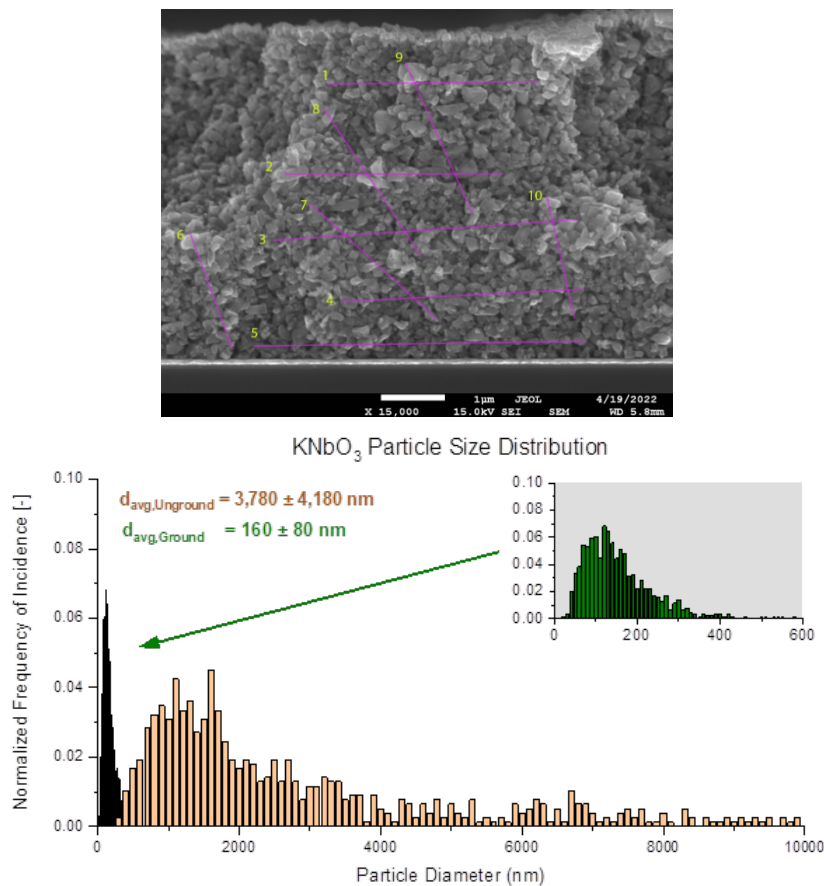 9
1
8
2
7
10
6
3
4
5
1µm JEOL 4/19/2022
X 15,000 15.0kV SEI SEM WD 5.8mm
KNbO₃ Particle Size Distribution
Normalized Frequency of Incidence [-]
0.10
0.08
0.06
0.04
0.02
0.00
d_avg,Unground = 3,780 ± 4,180 nm
d_avg,Ground = 160 ± 80 nm
0.10
0.08
0.06
0.04
0.02
0.00
0 200 400 600
0 2000 4000 6000 8000 10000
Particle Diameter (nm)